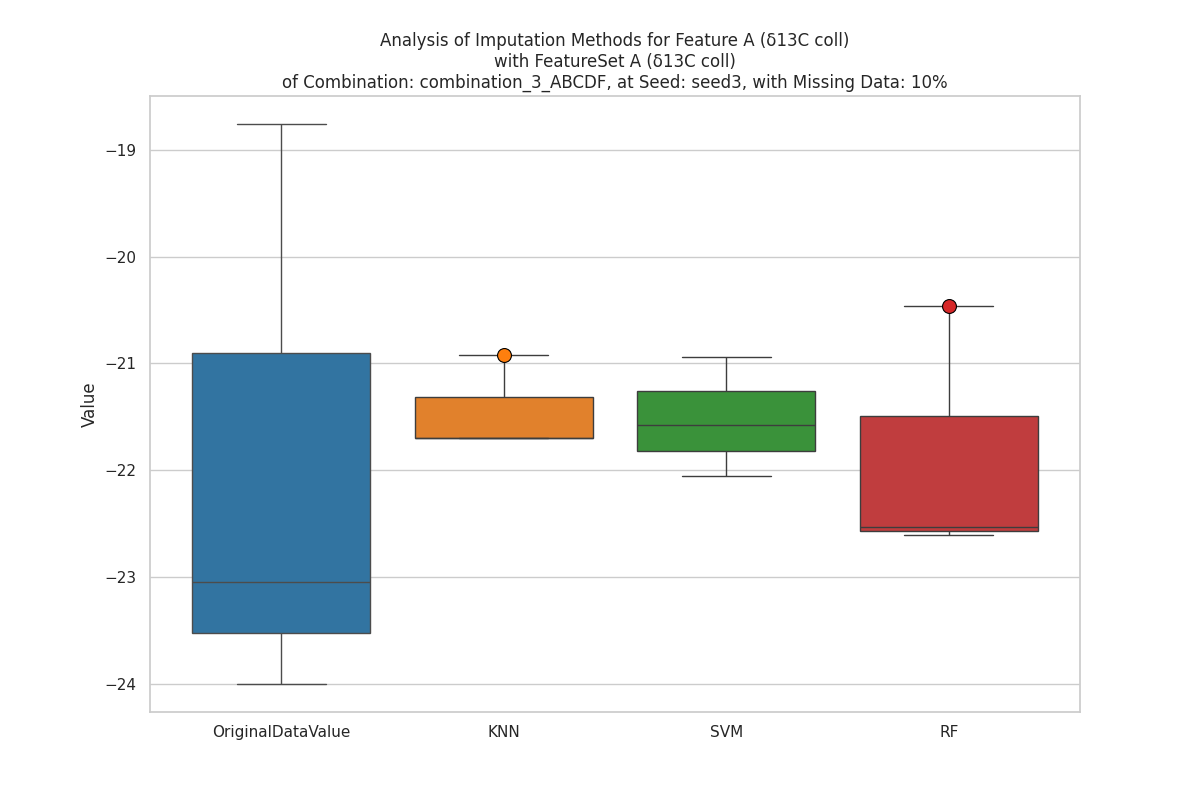 Analysis of Imputation Methods for Feature A (δ13C coll)
with FeatureSet A (δ13C coll)
of Combination: combination_3_ABCDF, at Seed: seed3, with Missing Data: 10%
Value
−19
−20
−21
−22
−23
−24
OriginalDataValue
KNN
SVM
RF